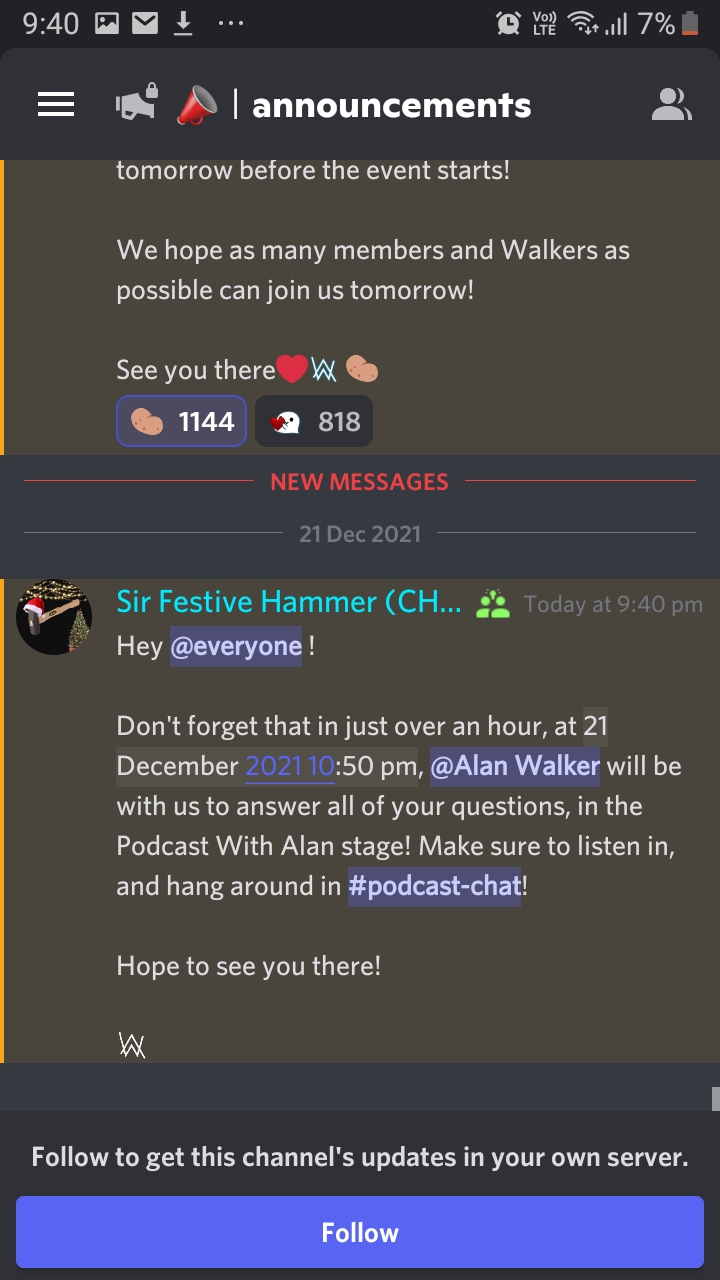 9:40 ... Vo)) LTE 7%
| announcements
tomorrow before the event starts!
We hope as many members and Walkers as
possible can join us tomorrow!
See you there
1144 818
NEW MESSAGES
21 Dec 2021
Sir Festive Hammer (CH... Today at 9:40 pm
Hey @everyone !
Don't forget that in just over an hour, at 21
December 2021 10:50 pm, @Alan Walker will be
with us to answer all of your questions, in the
Podcast With Alan stage! Make sure to listen in,
and hang around in #podcast-chat!
Hope to see you there!
Follow to get this channel's updates in your own server.
Follow